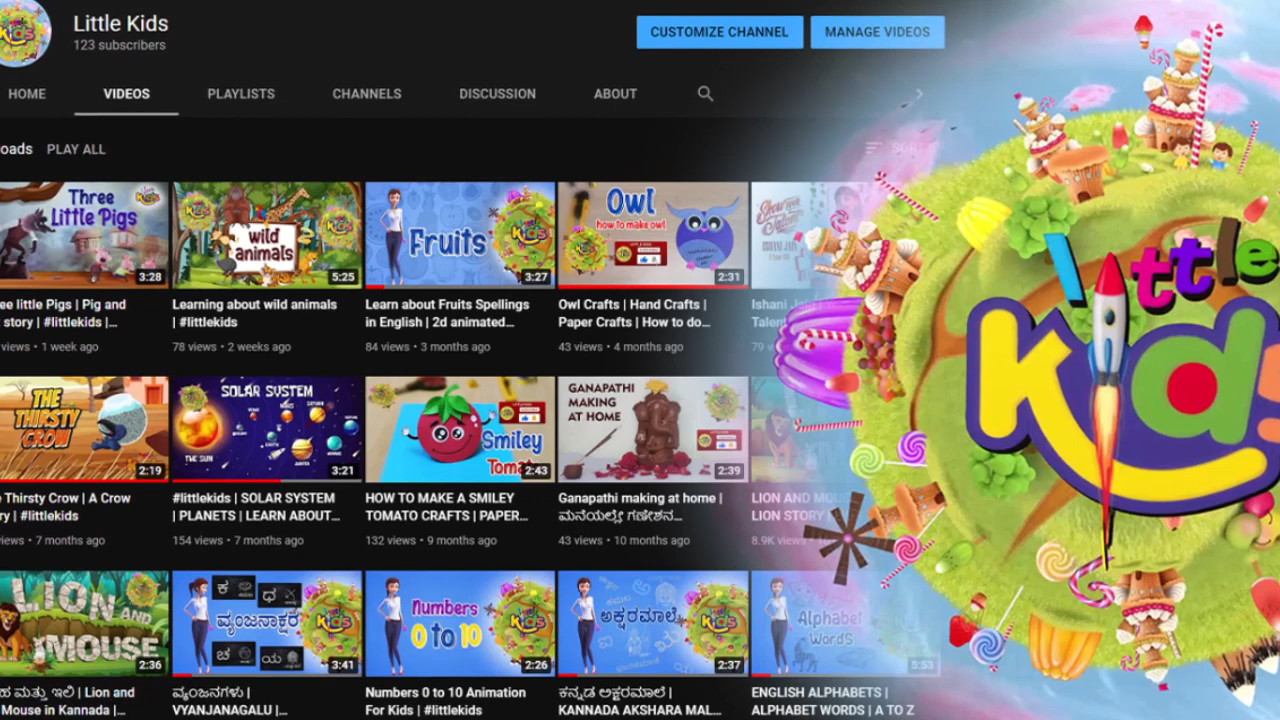 Little Kids
123 subscribers
CUSTOMIZE CHANNEL
MANAGE VIDEOS
HOME
VIDEOS
PLAYLISTS
CHANNELS
DISCUSSION
ABOUT
oads
PLAY ALL
SORT
Three
Little Pigs
3:28
wild
animals
5:25
Fruits
3:27
Owl
how to make owl
2:31
ee little Pigs | Pig and
story | #littlekids |...
views • 1 week ago
Learning about wild animals
| #littlekids
78 views • 2 weeks ago
Learn about Fruits Spellings
in English | 2d animated...
84 views • 3 months ago
Owl Crafts | Hand Crafts |
Paper Crafts | How to do...
43 views • 4 months ago
Ishani
Talent
79
little
Kids
THE
THIRSTY
CROW
2:19
SOLAR SYSTEM
THE SUN
3:21
Smiley
Tomato
2:43
GANAPATHI
MAKING
AT HOME
2:39
Thirsty Crow | A Crow
ry | #littlekids
iews • 7 months ago
#littlekids | SOLAR SYSTEM
| PLANETS | LEARN ABOUT...
154 views • 7 months ago
HOW TO MAKE A SMILEY
TOMATO CRAFTS | PAPER...
132 views • 9 months ago
Ganapathi making at home |
ಮನೆಯಲ್ಲೇ ಗಣೇಶನ...
43 views • 10 months ago
LION AND MOUSE
LION STORY
8.9K views
LION AND
MOUSE
2:36
ಕ
ಥ
ವ್ಯಂಜನಾಕ್ಷರ
ಚ
ಯ
3:41
Numbers
0 to 10
2:26
ಅಕ್ಷರಮಾಲೆ
2:37
Alphabet
Words
5:53
ಹ ಮತ್ತು ಇಲಿ | Lion and
Mouse in Kannada |...
ವ್ಯಂಜನಗಳು |
VYANJANAGALU |...
Numbers 0 to 10 Animation
For Kids | #littlekids
ಕನ್ನಡ ಅಕ್ಷರಮಾಲೆ |
KANNADA AKSHARA MAL...
ENGLISH ALPHABETS |
ALPHABET WORDS | A TO Z